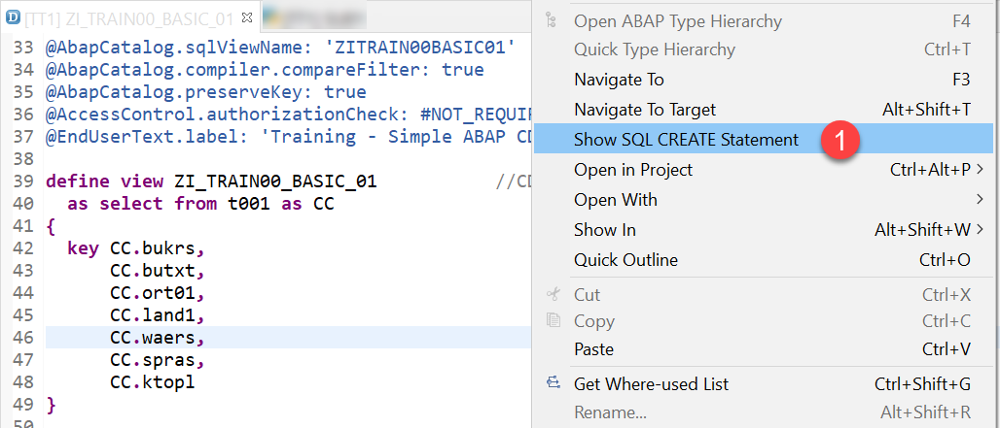 [TT1] ZI_TRAIN00_BASIC_01
33 @AbapCatalog.sqlViewName: 'ZITRAIN00BASIC01'
34 @AbapCatalog.compiler.compareFilter: true
35 @AbapCatalog.preserveKey: true
36 @AccessControl.authorizationCheck: #NOT_REQUIR
37 @EndUserText.label: 'Training - Simple ABAP CD
38
39 define view ZI_TRAIN00_BASIC_01 //CD
40 as select from t001 as CC
41 {
42 key CC.bukrs,
43 CC.butxt,
44 CC.ort01,
45 CC.land1,
46 CC.waers,
47 CC.spras,
48 CC.ktopl
49 }
50
Open ABAP Type Hierarchy F4
Quick Type Hierarchy Ctrl+T
Navigate To F3
Navigate To Target Alt+Shift+T
Show SQL CREATE Statement 1
Open in Project Ctrl+Alt+P >
Open With >
Show In Alt+Shift+W >
Quick Outline Ctrl+O
Cut Ctrl+X
Copy Ctrl+C
Paste Ctrl+V
Get Where-used List Ctrl+Shift+G
Rename... Alt+Shift+R